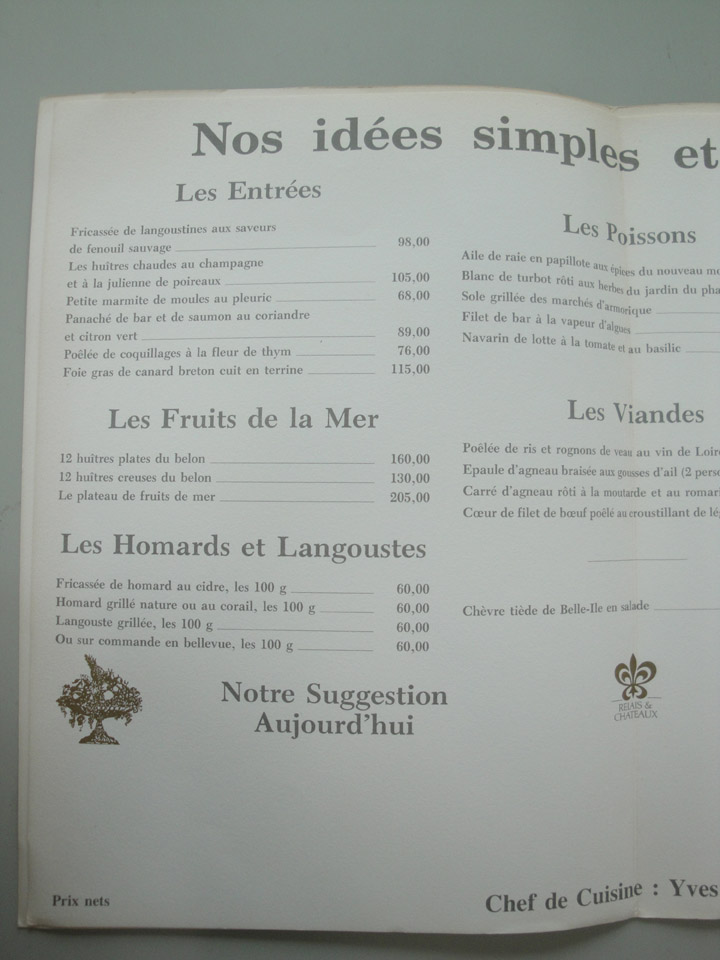 Nos idées simples et
Les Entrées
Fricassée de langoustines aux saveurs
de fenouil sauvage 98,00
Les huîtres chaudes au champagne
et à la julienne de poireaux 105,00
Petite marmite de moules au pleuric 68,00
Panaché de bar et de saumon au coriandre
et citron vert 89,00
Poêlée de coquillages à la fleur de thym 76,00
Foie gras de canard breton cuit en terrine 115,00
Les Fruits de la Mer
12 huîtres plates du belon 160,00
12 huîtres creuses du belon 130,00
Le plateau de fruits de mer 205,00
Les Homards et Langoustes
Fricassée de homard au cidre, les 100 g 60,00
Homard grillé nature ou au corail, les 100 g 60,00
Langouste grillée, les 100 g 60,00
Ou sur commande en bellevue, les 100 g 60,00
Notre Suggestion
Aujourd'hui
Prix nets
Les Poissons
Aile de raie en papillote aux épices du nouveau
Blanc de turbot rôti aux herbes du jardin du
Sole grillée des marchés d'armorique
Filet de bar à la vapeur d'algues
Navarin de lotte à la tomate et au basilic
Les Viandes
Poêlée de ris et rognons de veau au vin de
Epaule d'agneau braisée aux gousses d'ail (2
Carré d'agneau rôti à la moutarde et au
Cœur de filet de bœuf poêlé au croustillant de
Chèvre tiède de Belle-Ile en salade
RELAIS &
CHATEAUX
Chef de Cuisine : Yves